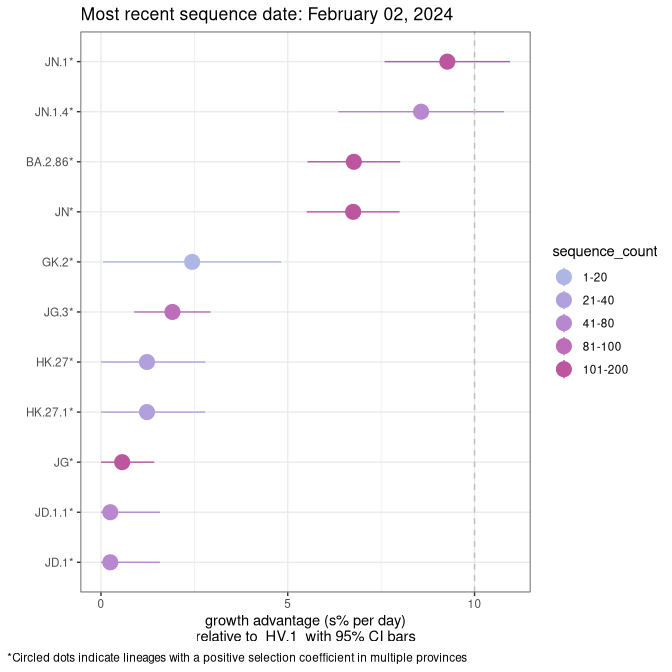 Most recent sequence date: February 02, 2024
JN.1*
JN.1.4*
BA.2.86*
JN*
GK.2*
JG.3*
HK.27*
HK.27.1*
JG*
JD.1.1*
JD.1*
0 5 10
growth advantage (s% per day)
relative to HV.1 with 95% CI bars
sequence_count
1-20
21-40
41-80
81-100
101-200
*Circled dots indicate lineages with a positive selection coefficient in multiple provinces